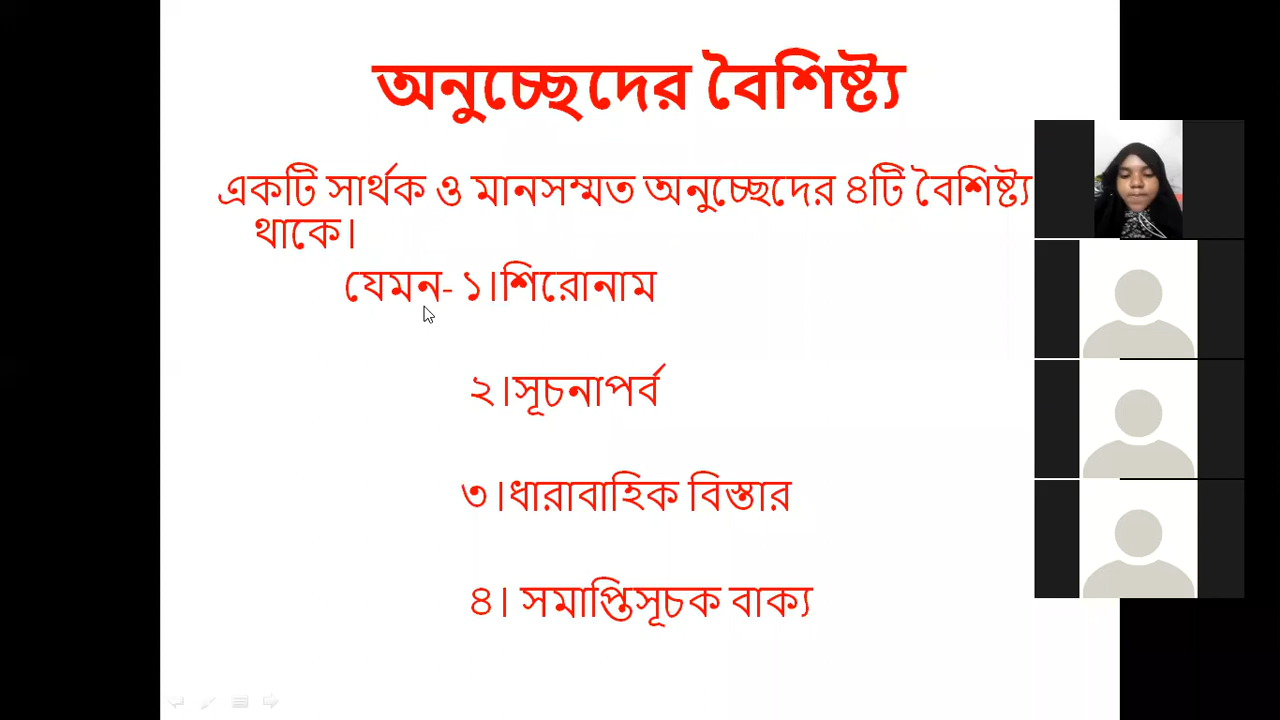 অনুচ্ছেদের বৈশিষ্ট্য
একটি সার্থক ও মানসম্মত অনুচ্ছেদের ৪টি বৈশিষ্ট্য
থাকে।
যেমন- ১।শিরোনাম
২।সূচনাপর্ব
৩।ধারাবাহিক বিস্তার
৪। সমাপ্তিসূচক বাক্য